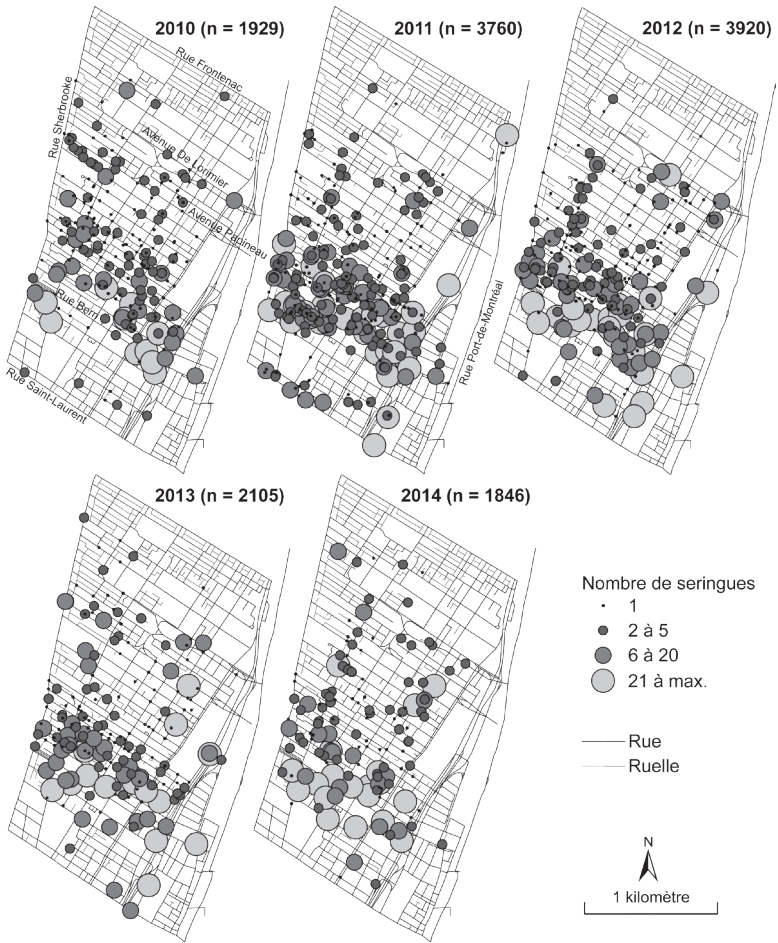 2010 (n = 1929)
2011 (n = 3760)
2012 (n = 3920)
Rue Frontenac
Rue Sherbrooke
Avenue De Lorimier
Avenue Papineau
Rue Berri
Rue Port-de-Montréal
Rue Saint-Laurent
2013 (n = 2105)
2014 (n = 1846)
Nombre de seringues
1
2 à 5
6 à 20
21 à max.
Rue
Ruelle
N
1 kilomètre